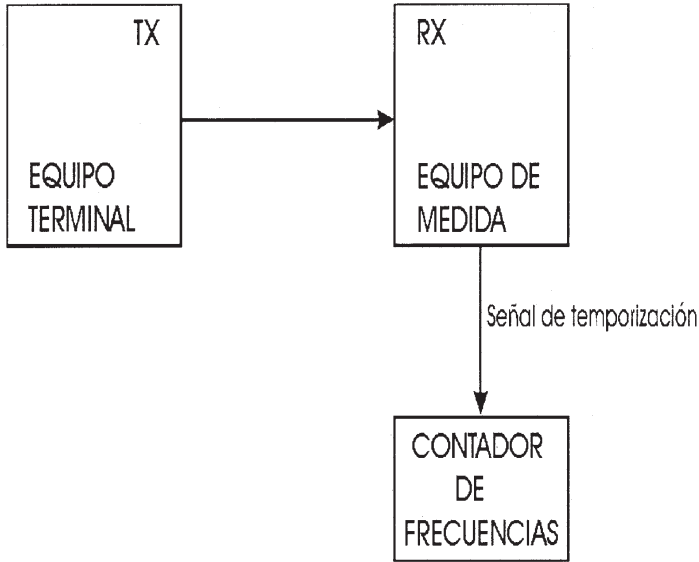 TX
EQUIPO
TERMINAL
RX
EQUIPO DE
MEDIDA
Señal de temporización
CONTADOR
DE
FRECUENCIAS